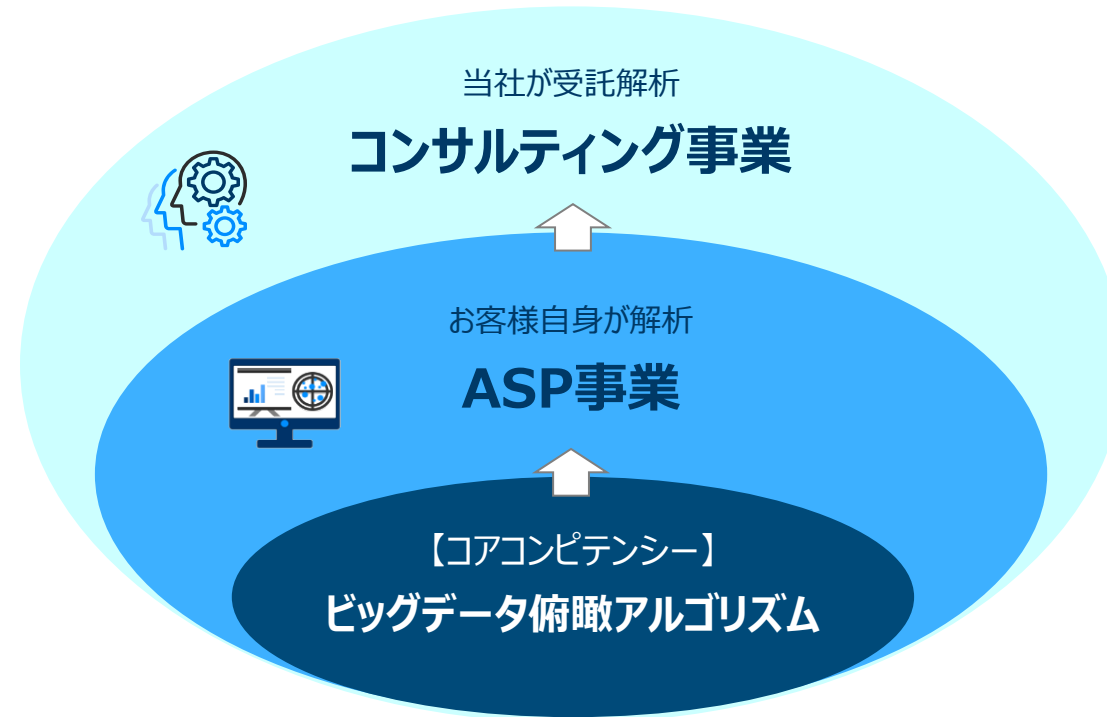 当社が受託解析
コンサルティング事業
お客様自身が解析
ASP事業
【コアコンピテンシー】
ビッグデータ俯瞰アルゴリズム